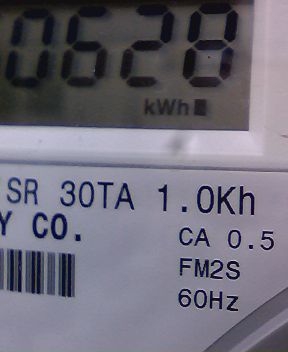 0628
kWh
SR 30TA 1.0Kh
Y CO.
CA 0.5
FM2S
60Hz